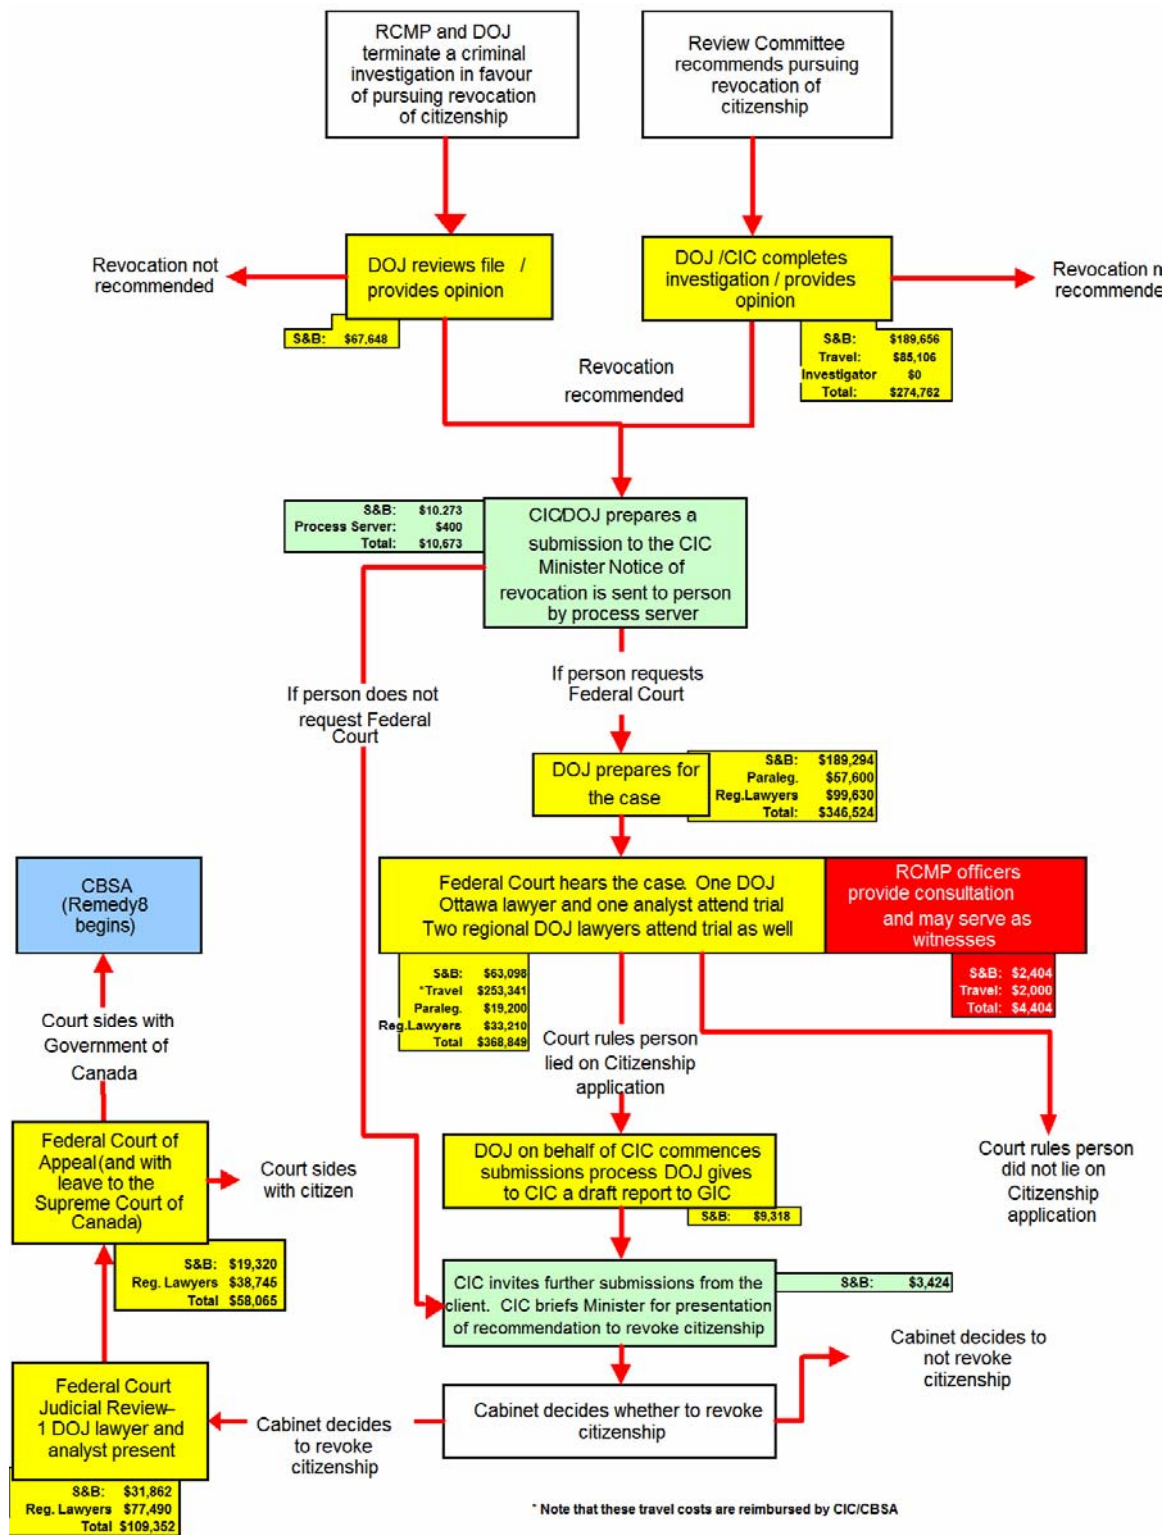 RCMP and DOJ
terminate a criminal
investigation in favour
of pursuing revocation
of citizenship
Review Committee
recommends pursuing
revocation of
citizenship
Revocation not
recommended
DOJ reviews file /
provides opinion
DOJ /CIC completes
investigation / provides
opinion
Revocation n
recommende
S&B: $67,648
S&B: $189,656
Travel: $85,106
Investigator $0
Total: $274,762
Revocation
recommended
S&B: $10.273
Process Server: $400
Total: $10,673
CIC/DOJ prepares a
submission to the CIC
Minister Notice of
revocation is sent to person
by process server
If person does not
request Federal
Court
If person requests
Federal Court
DOJ prepares for
the case
S&B: $189,294
Paraleg. $57,600
Reg.Lawyers $99,630
Total: $346,524
CBSA
(Remedy8
begins)
Federal Court hears the case. One DOJ
Ottawa lawyer and one analyst attend trial
Two regional DOJ lawyers attend trial as well
RCMP officers
provide consultation
and may serve as
witnesses
S&B: $63,098
*Travel $253,341
Paraleg. $19,200
Reg.Lawyers $33,210
Total $368,849
S&B: $2,404
Travel: $2,000
Total: $4,404
Court sides with
Government of
Canada
Court rules person
lied on Citizenship
application
Court rules person
did not lie on
Citizenship
application
Federal Court of
Appeal(and with
leave to the
Supreme Court of
Canada)
Court sides
with citizen
DOJ on behalf of CIC commences
submissions process DOJ gives
to CIC a draft report to GIC
S&B: $9,318
S&B: $19,320
Reg. Lawyers $38,745
Total $58,065
CIC invites further submissions from the
client. CIC briefs Minister for presentation
of recommendation to revoke citizenship
S&B: $3,424
Cabinet decides to
not revoke
citizenship
Federal Court
Judicial Review–
1 DOJ lawyer and
analyst present
Cabinet decides
to revoke
citizenship
Cabinet decides whether to revoke
citizenship
S&B: $31,862
Reg. Lawyers $77,490
Total $109,352
* Note that these travel costs are reimbursed by CIC/CBSA